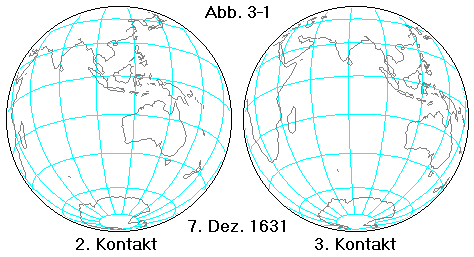 Abb. 3-1
7. Dez. 1631
2. Kontakt
3. Kontakt